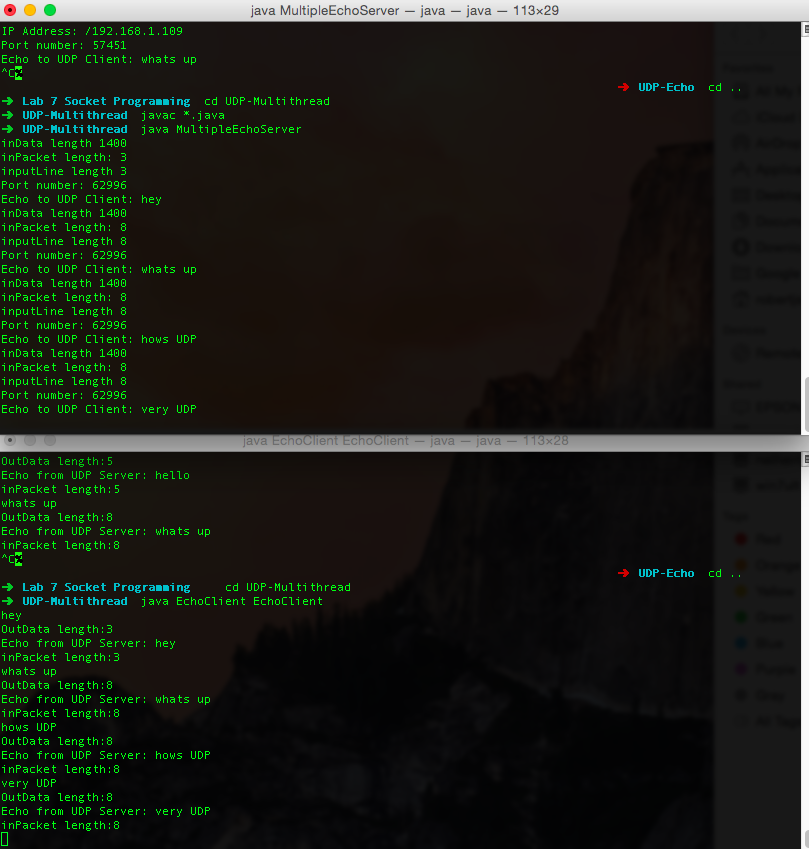 java MultipleEchoServer — java — java — 113×29
IP Address: /192.168.1.109
Port number: 57451
Echo to UDP Client: whats up
^C
➜ UDP-Echo cd ..
➜ Lab 7 Socket Programming cd UDP-Multithread
➜ UDP-Multithread javac *.java
➜ UDP-Multithread java MultipleEchoServer
inData length 1400
inPacket length: 3
inputLine length 3
Port number: 62996
Echo to UDP Client: hey
inData length 1400
inPacket length: 8
inputLine length 8
Port number: 62996
Echo to UDP Client: whats up
inData length 1400
inPacket length: 8
inputLine length 8
Port number: 62996
Echo to UDP Client: hows UDP
inData length 1400
inPacket length: 8
inputLine length 8
Port number: 62996
Echo to UDP Client: very UDP
java EchoClient EchoClient — java — java — 113×28
OutData length:5
Echo from UDP Server: hello
inPacket length:5
whats up
OutData length:8
Echo from UDP Server: whats up
inPacket length:8
^C
➜ UDP-Echo cd ..
➜ Lab 7 Socket Programming cd UDP-Multithread
➜ UDP-Multithread java EchoClient EchoClient
hey
OutData length:3
Echo from UDP Server: hey
inPacket length:3
whats up
OutData length:8
Echo from UDP Server: whats up
inPacket length:8
hows UDP
OutData length:8
Echo from UDP Server: hows UDP
inPacket length:8
very UDP
OutData length:8
Echo from UDP Server: very UDP
inPacket length:8